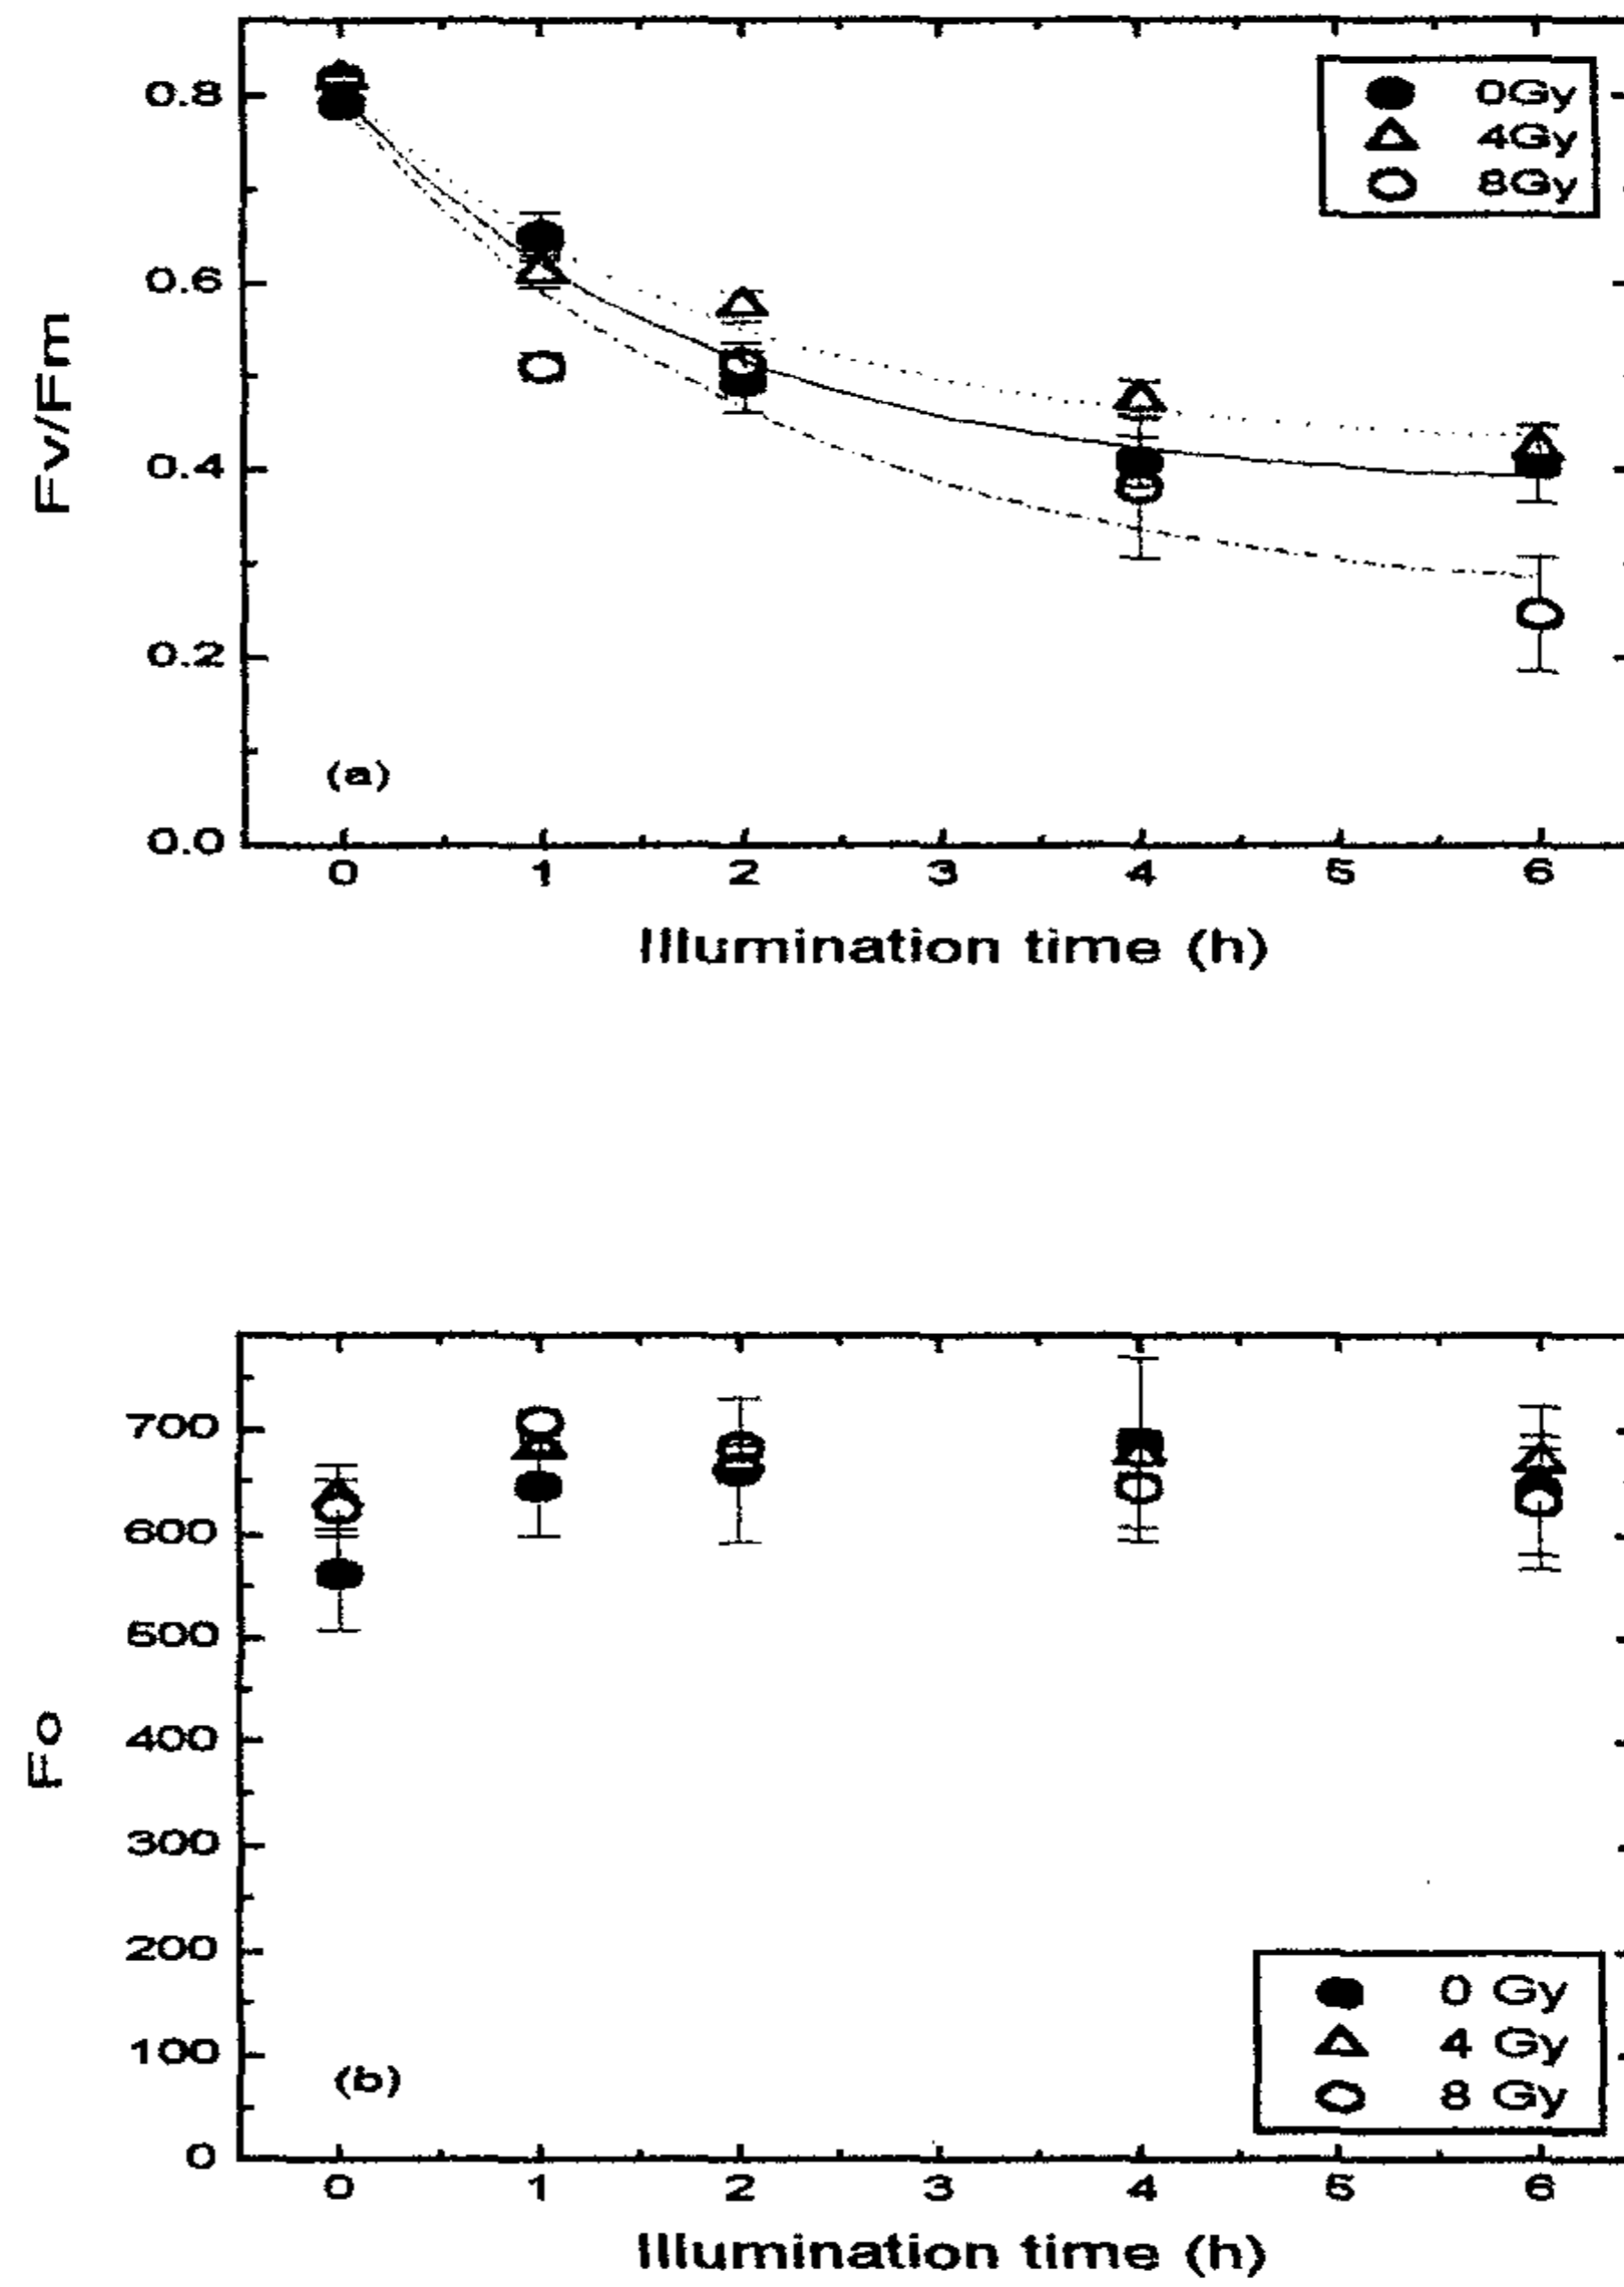 0Gy
4Gy
8Gy
0.8
0.6
0.4
0.2
0.0
Fv/Fm
(a)
0 1 2 3 4 5 6
Illumination time (h)
700
600
500
400
300
200
100
0
Fo
(b)
0 Gy
4 Gy
8 Gy
0 1 2 3 4 5 6
Illumination time (h)